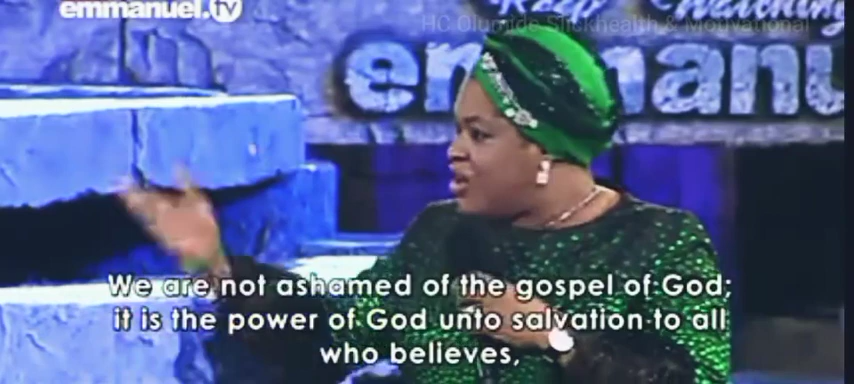 emmanuel.tv
Keep Watching
HC Olumide Slickhealth & Motivational
emmanu
We are not ashamed of the gospel of God;
it is the power of God unto salvation to all
who believes,